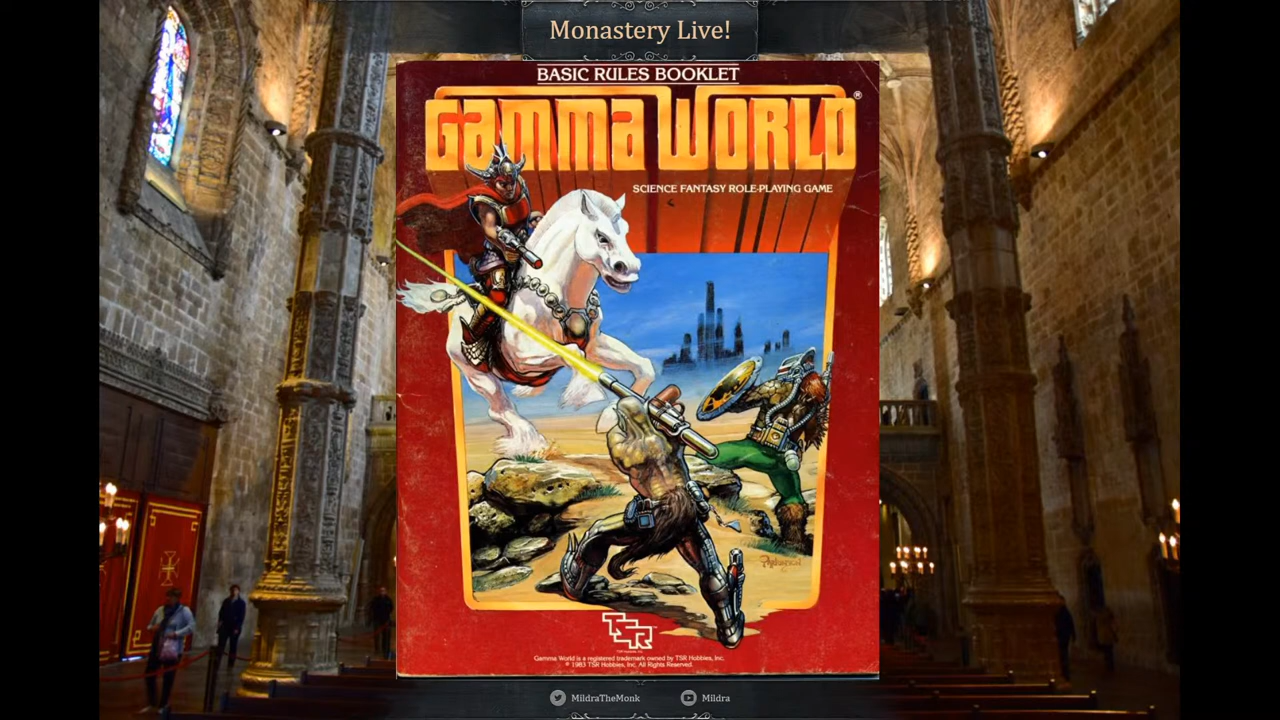 Monastery Live!
BASIC RULES BOOKLET
GAMMA WORLD®
SCIENCE FANTASY ROLE-PLAYING GAME
TSR™
Gamma World is a registered trademark owned by TSR Hobbies, Inc.
© 1983 TSR Hobbies, Inc. All Rights Reserved.
MildraTheMonk
Mildra